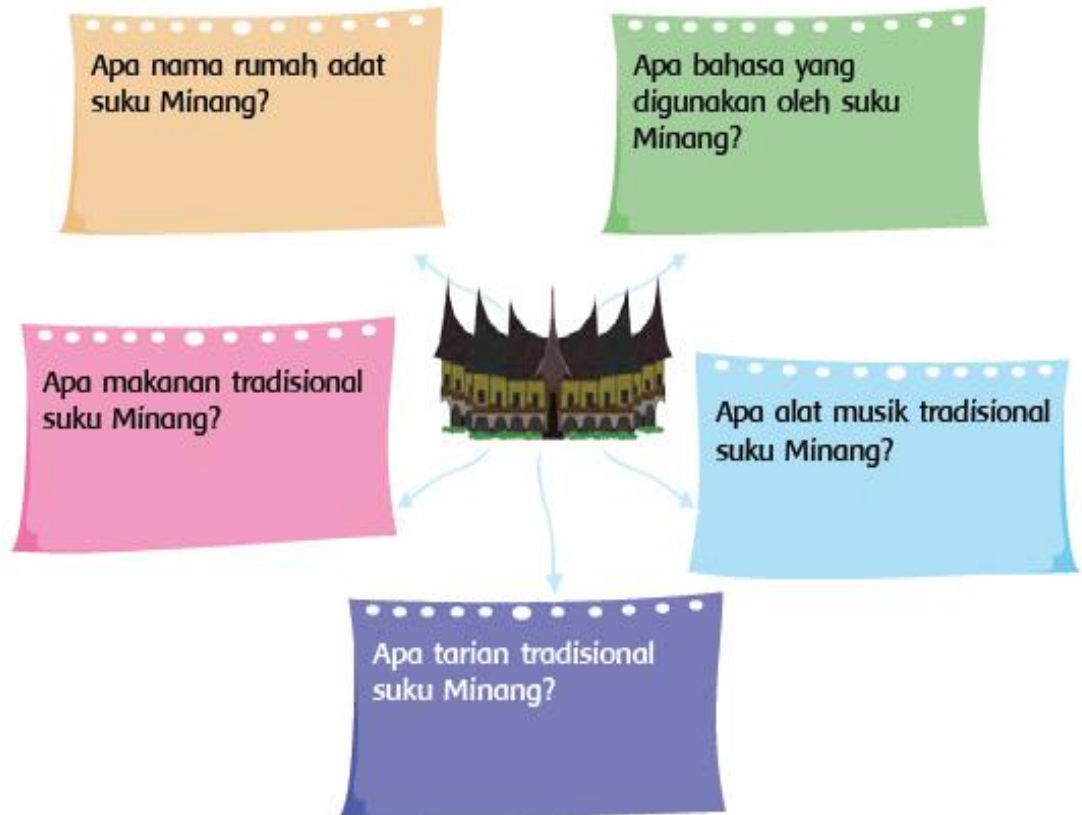 Apa nama rumah adat
suku Minang?
Apa bahasa yang
digunakan oleh suku
Minang?
Apa makanan tradisional
suku Minang?
Apa alat musik tradisional
suku Minang?
Apa tarian tradisional
suku Minang?